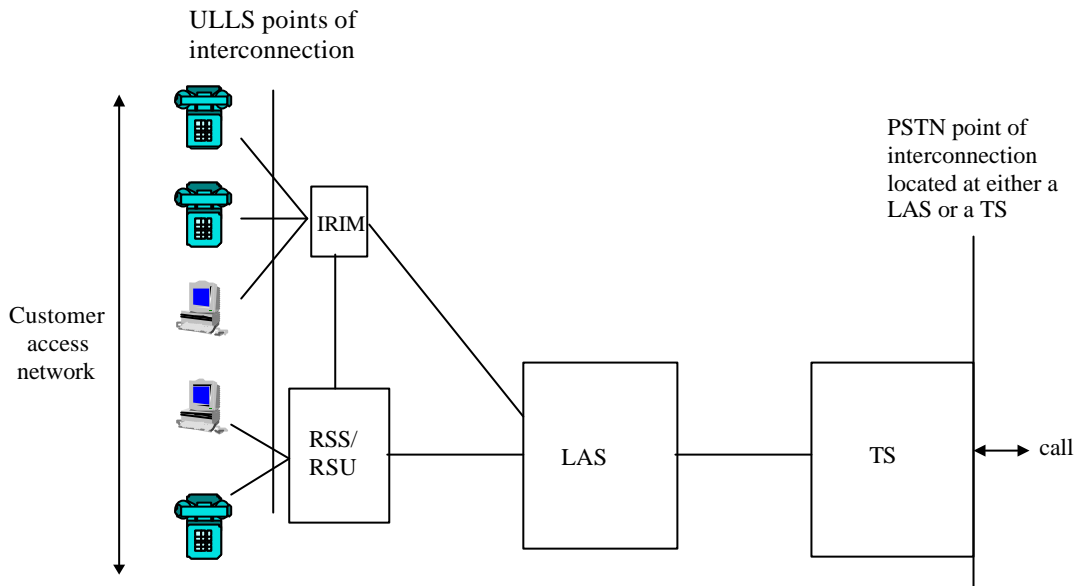 ULLS points of
interconnection
PSTN point of
interconnection
located at either a
LAS or a TS
IRIM
Customer
access
network
RSS/
RSU
LAS
TS
call